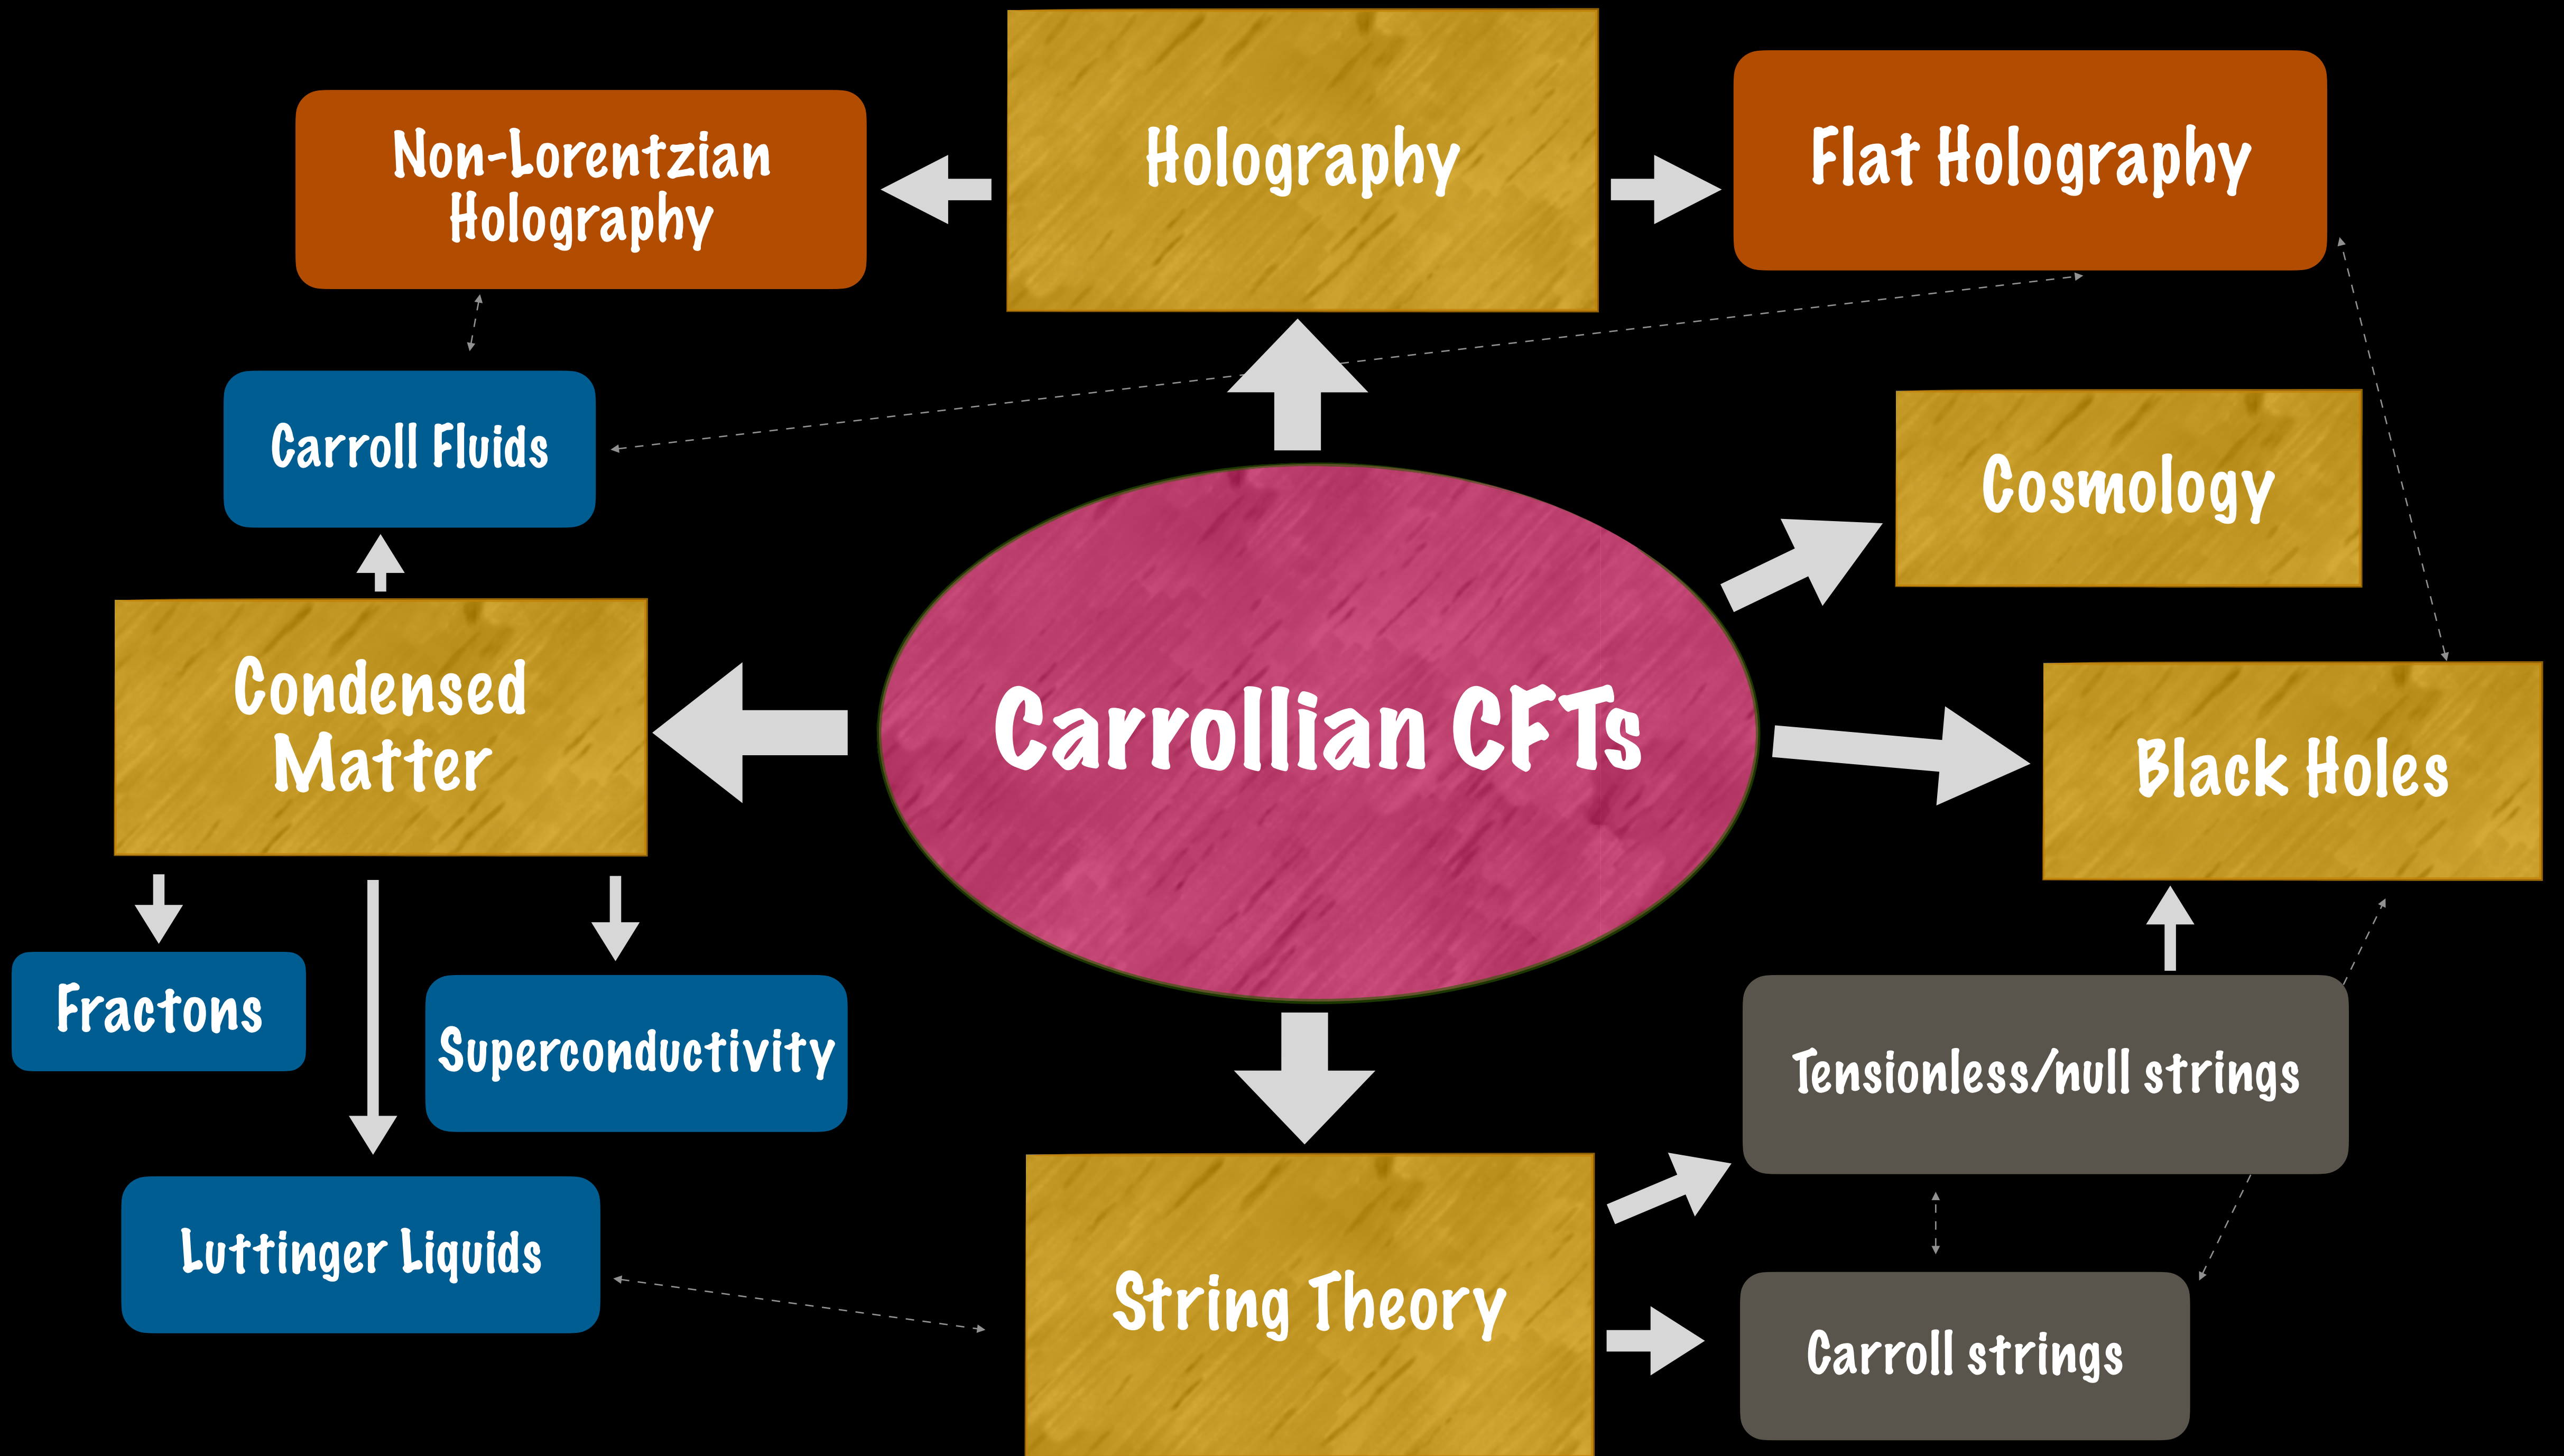 Non-Lorentzian
Holography
Holography
Flat Holography
Carroll Fluids
Cosmology
Condensed
Matter
Carrollian CFTs
Black Holes
Fractons
Superconductivity
Tensionless/null strings
Luttinger Liquids
String Theory
Carroll strings